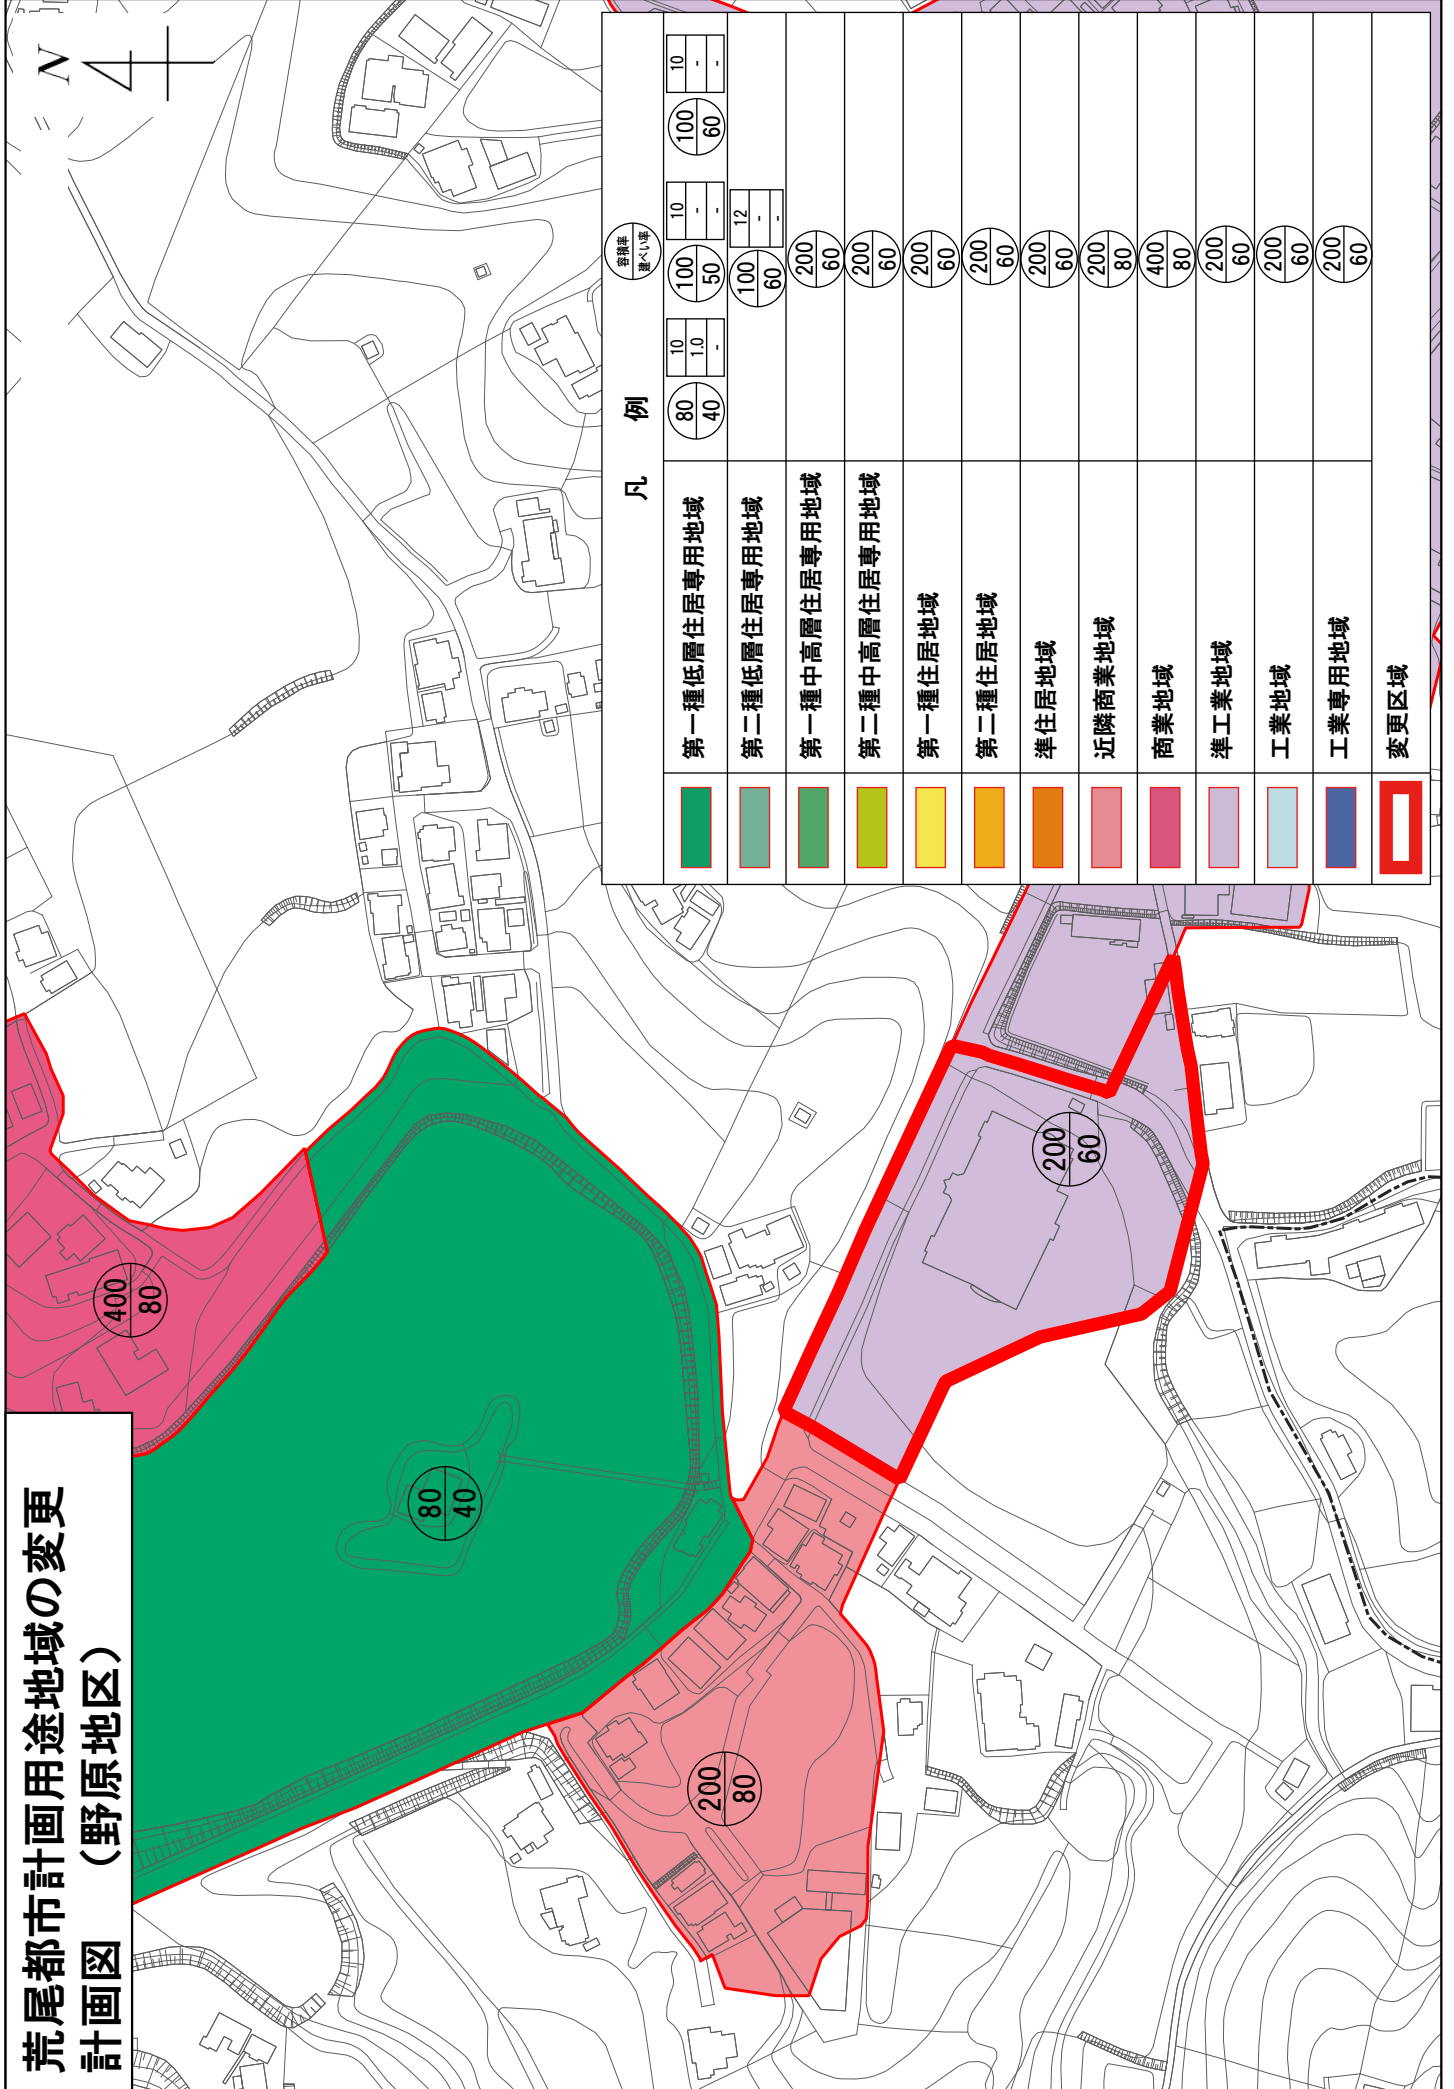 荒尾都市計画用途地域の変更
計画図　（野原地区）
N
凡例
容積率
建ぺい率
第一種低層住居専用地域
80
40
10
1.0
-
100
50
10
-
-
100
60
10
-
-
第二種低層住居専用地域
100
60
12
-
-
第一種中高層住居専用地域
200
60
第二種中高層住居専用地域
200
60
第一種住居地域
200
60
第二種住居地域
200
60
準住居地域
200
60
近隣商業地域
200
80
商業地域
400
80
準工業地域
200
60
工業地域
200
60
工業専用地域
200
60
変更区域
400
80
80
40
200
80
200
60